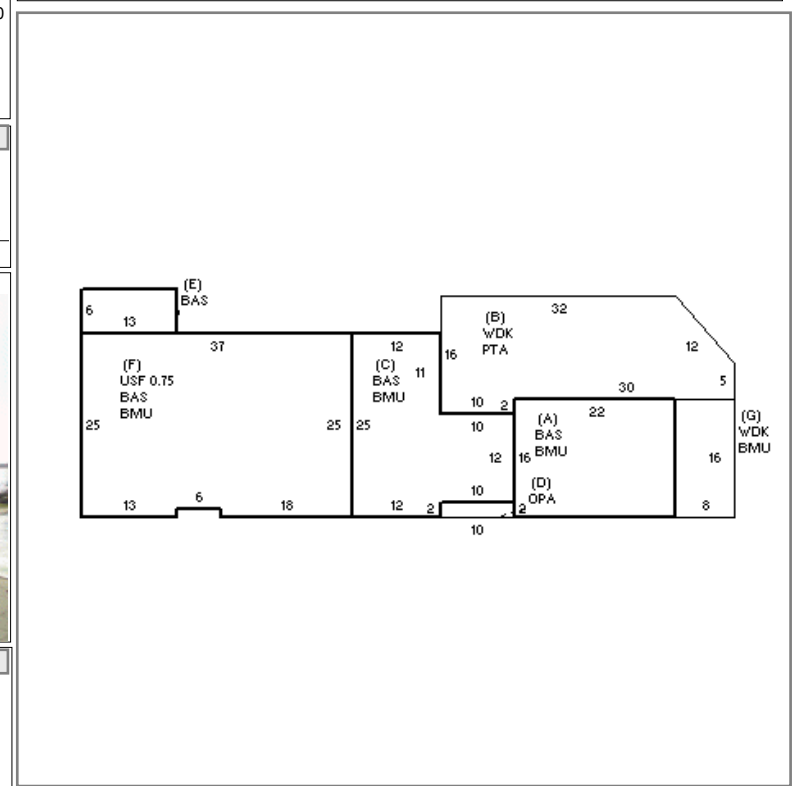 (E)
BAS
6
13
32
(B)
WDK
PTA
12
16
37
12
11
(F)
USF 0.75
BAS
BMU
(C)
BAS
BMU
5
30
10 2
22
25
25
25
10
(A)
BAS
BMU
(G)
WDK
BMU
12
16
16
(D)
OPA
10
13
6
18
12
2
2
8
10